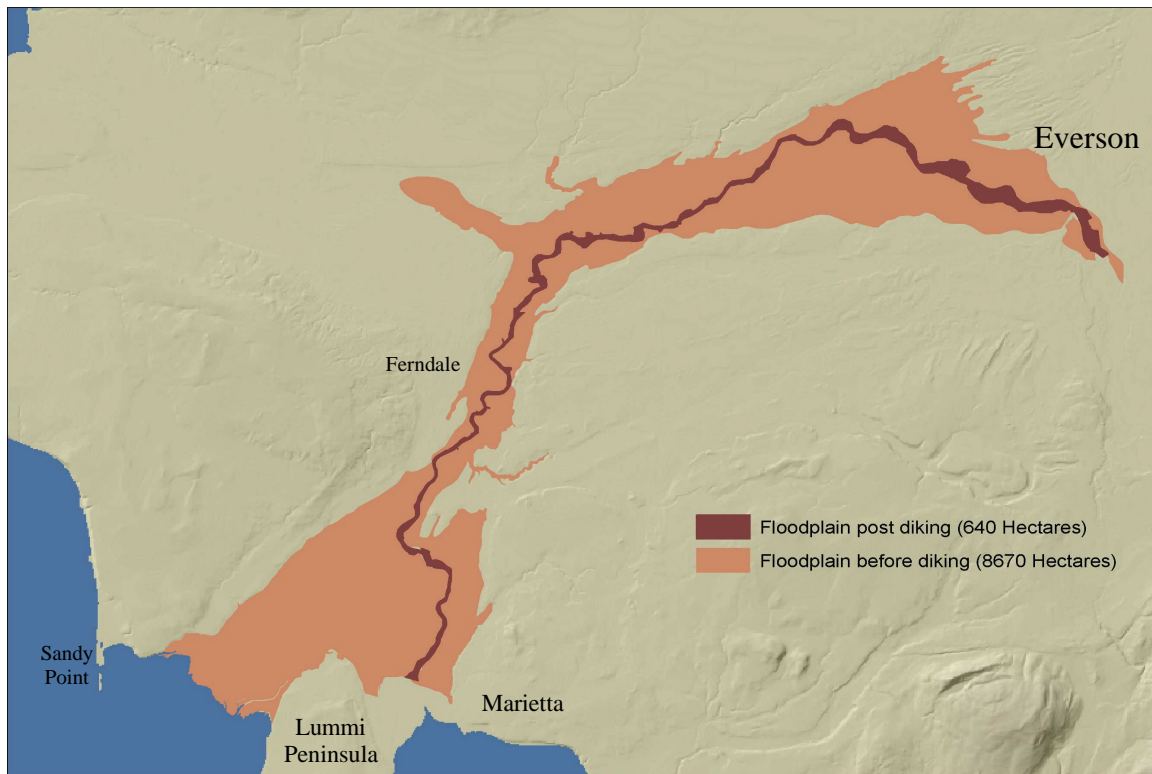 Everson
Ferndale
Floodplain post diking (640 Hectares)
Floodplain before diking (8670 Hectares)
Sandy
Point
Marietta
Lummi
Peninsula